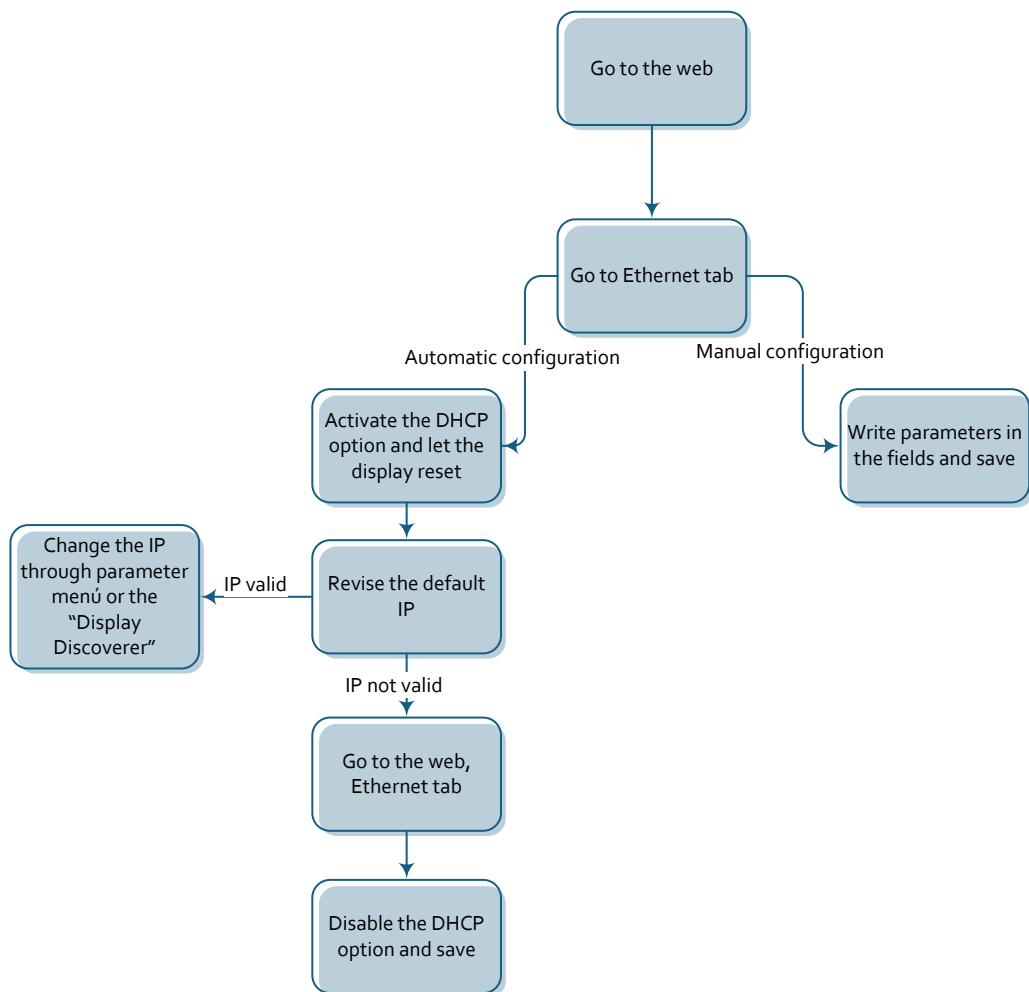 Go to the web
Go to Ethernet tab
Automatic configuration
Manual configuration
Activate the DHCP
option and let the
display reset
Write parameters in
the fields and save
Change the IP
through parameter
menú or the
“Display
Discoverer”
IP valid
Revise the default
IP
IP not valid
Go to the web,
Ethernet tab
Disable the DHCP
option and save